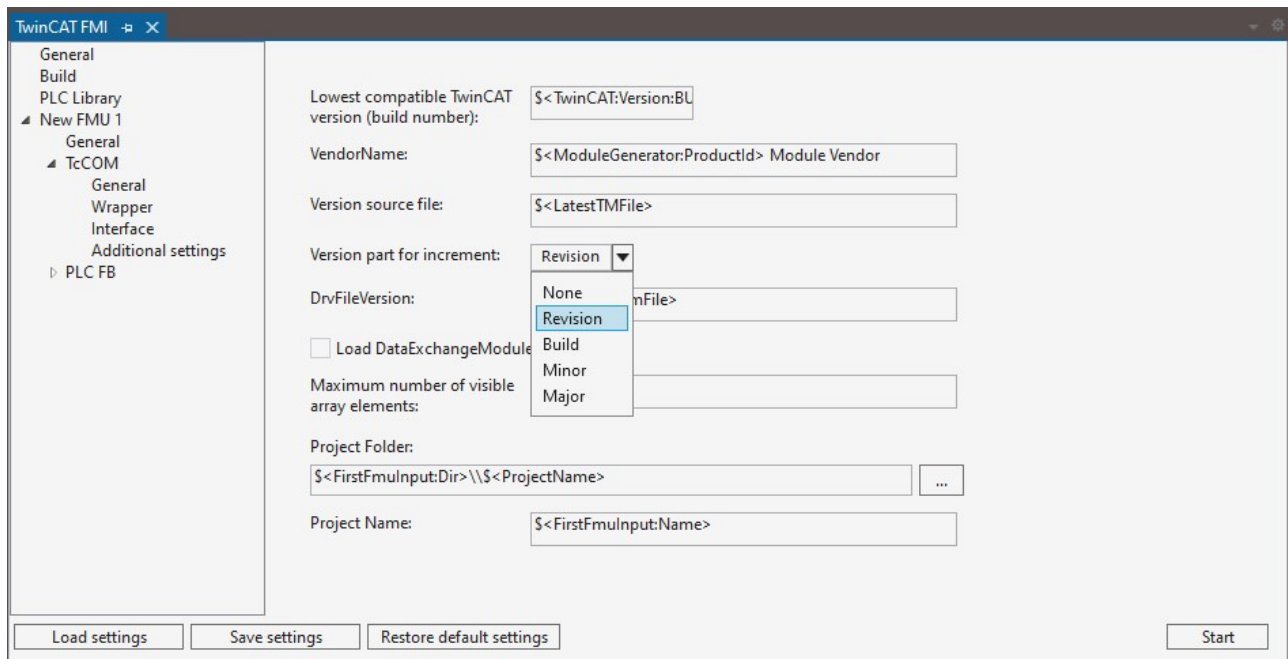 TwinCAT FMI
General
Build
PLC Library
New FMU 1
General
TcCOM
General
Wrapper
Interface
Additional settings
PLC FB
Lowest compatible TwinCAT
version (build number):
$<TwinCAT:Version:BU
VendorName:
$<ModuleGenerator:ProductId> Module Vendor
Version source file:
$<LatestTMFile>
Version part for increment:
Revision
None
Revision
Build
Minor
Major
DrvFileVersion:
mFile>
Load DataExchangeModule
Maximum number of visible
array elements:
Project Folder:
$<FirstFmuInput:Dir>\\$<ProjectName>
...
Project Name:
$<FirstFmuInput:Name>
Load settings
Save settings
Restore default settings
Start